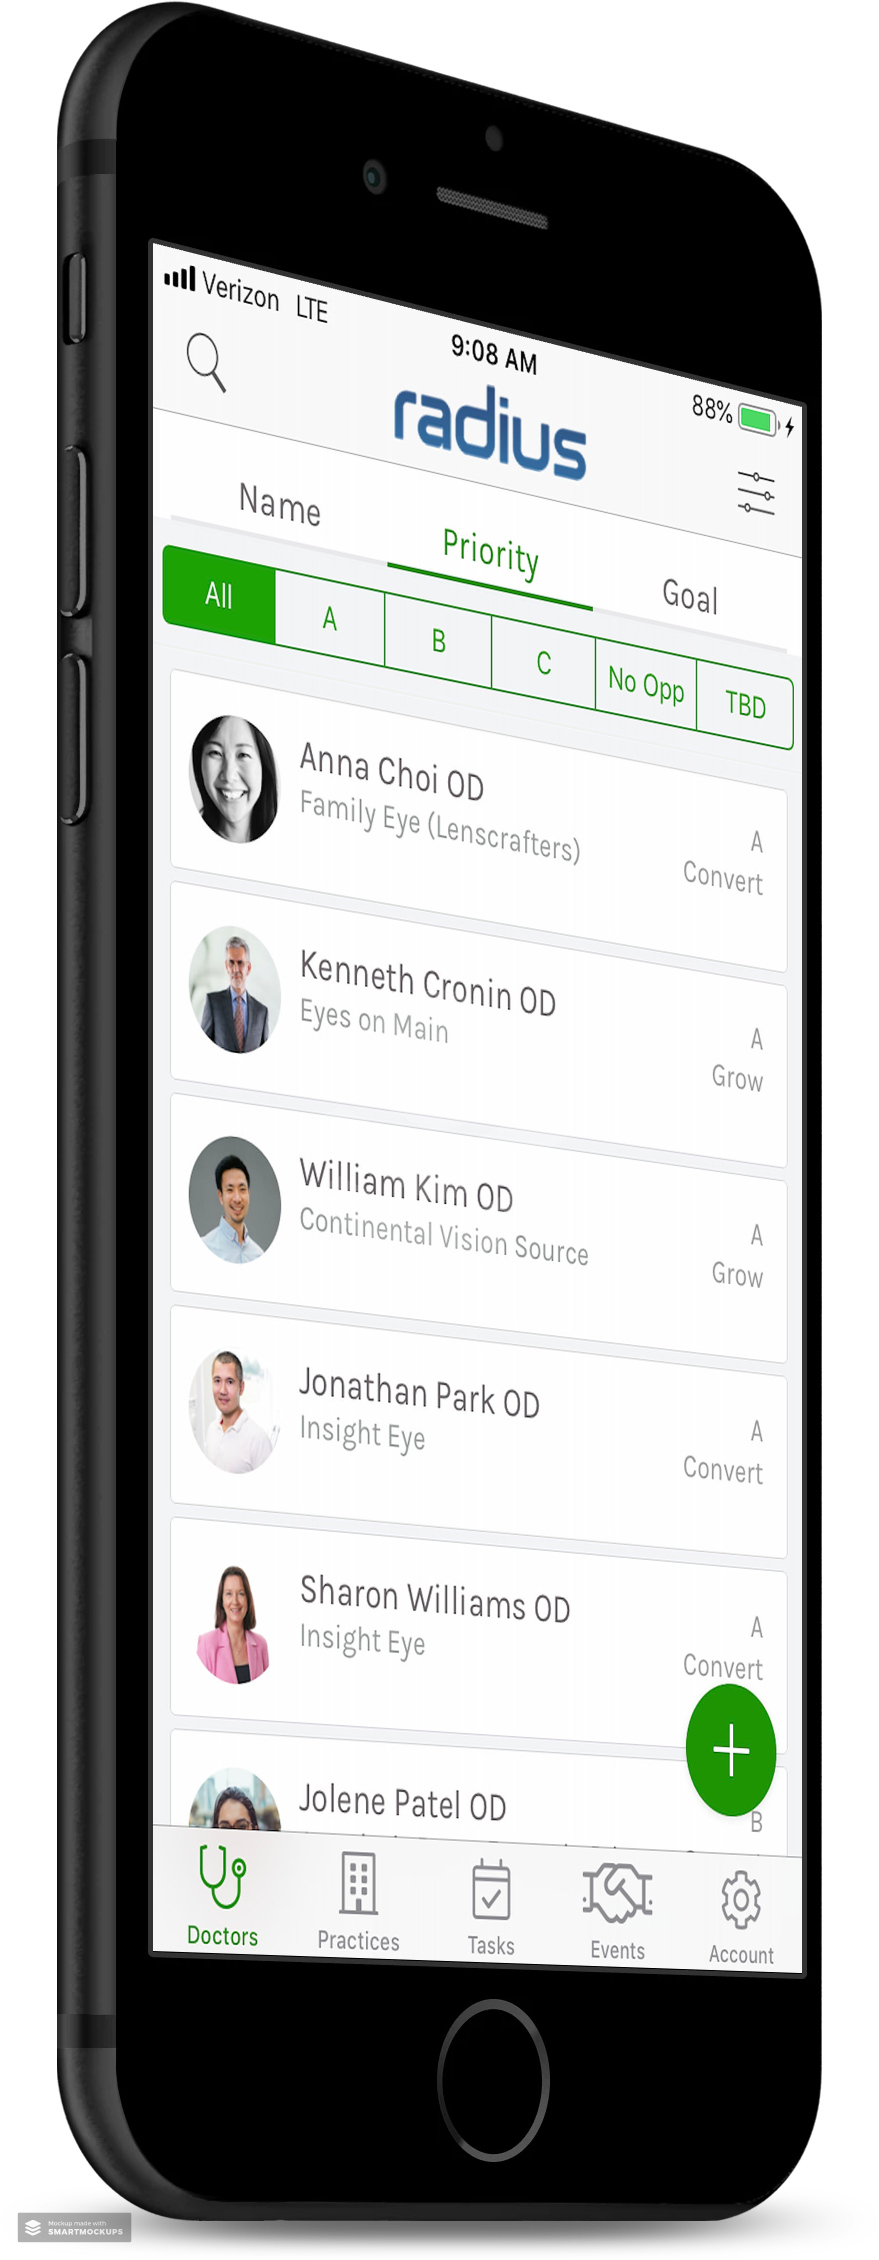 Verizon LTE
9:08 AM
88%
radius
Name
Priority
Goal
All
A
B
C
No Opp
TBD
Anna Choi OD
Family Eye (Lenscrafters)
A
Convert
Kenneth Cronin OD
Eyes on Main
A
Grow
William Kim OD
Continental Vision Source
A
Grow
Jonathan Park OD
Insight Eye
A
Convert
Sharon Williams OD
Insight Eye
A
Convert
+
Jolene Patel OD
B
Doctors
Practices
Tasks
Events
Account
Mockup made with
SMARTMOCKUPS